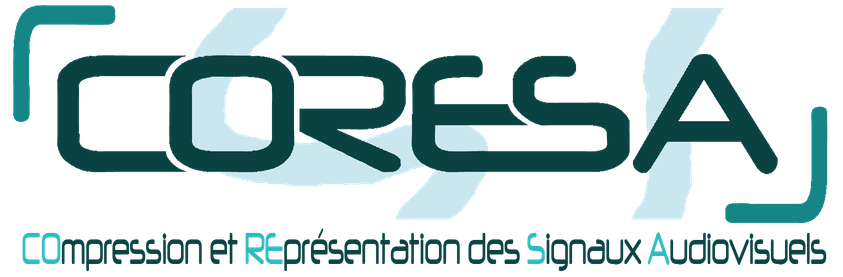 CORESA
COmpression et REprésentation des Signaux Audiovisuels